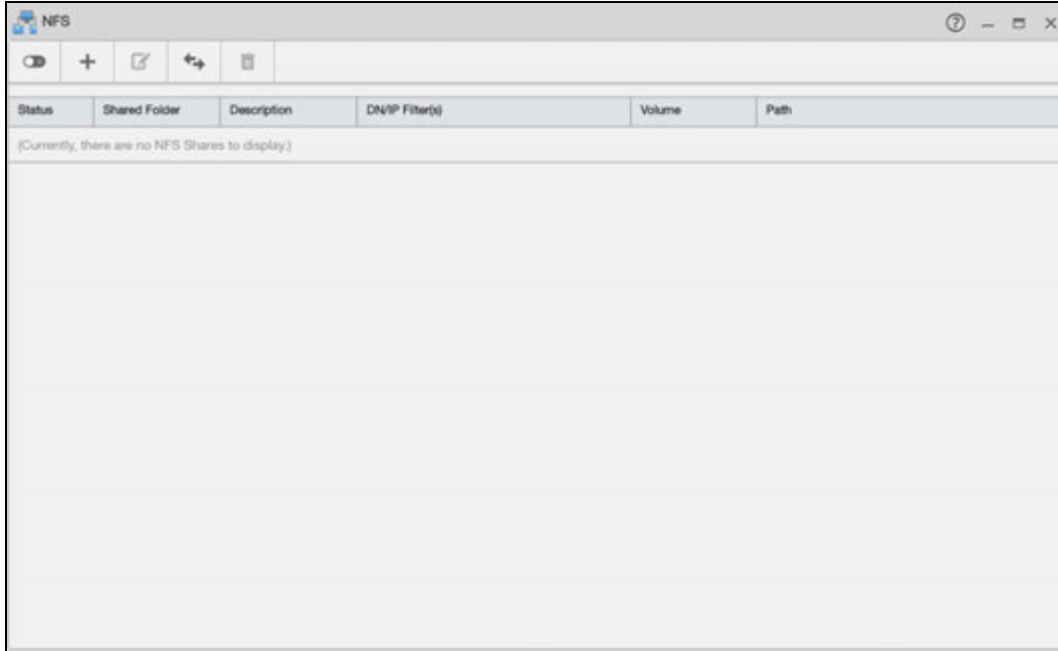 NFS
Status Shared Folder Description DN/IP Filter(s) Volume Path
(Currently, there are no NFS Shares to display.)